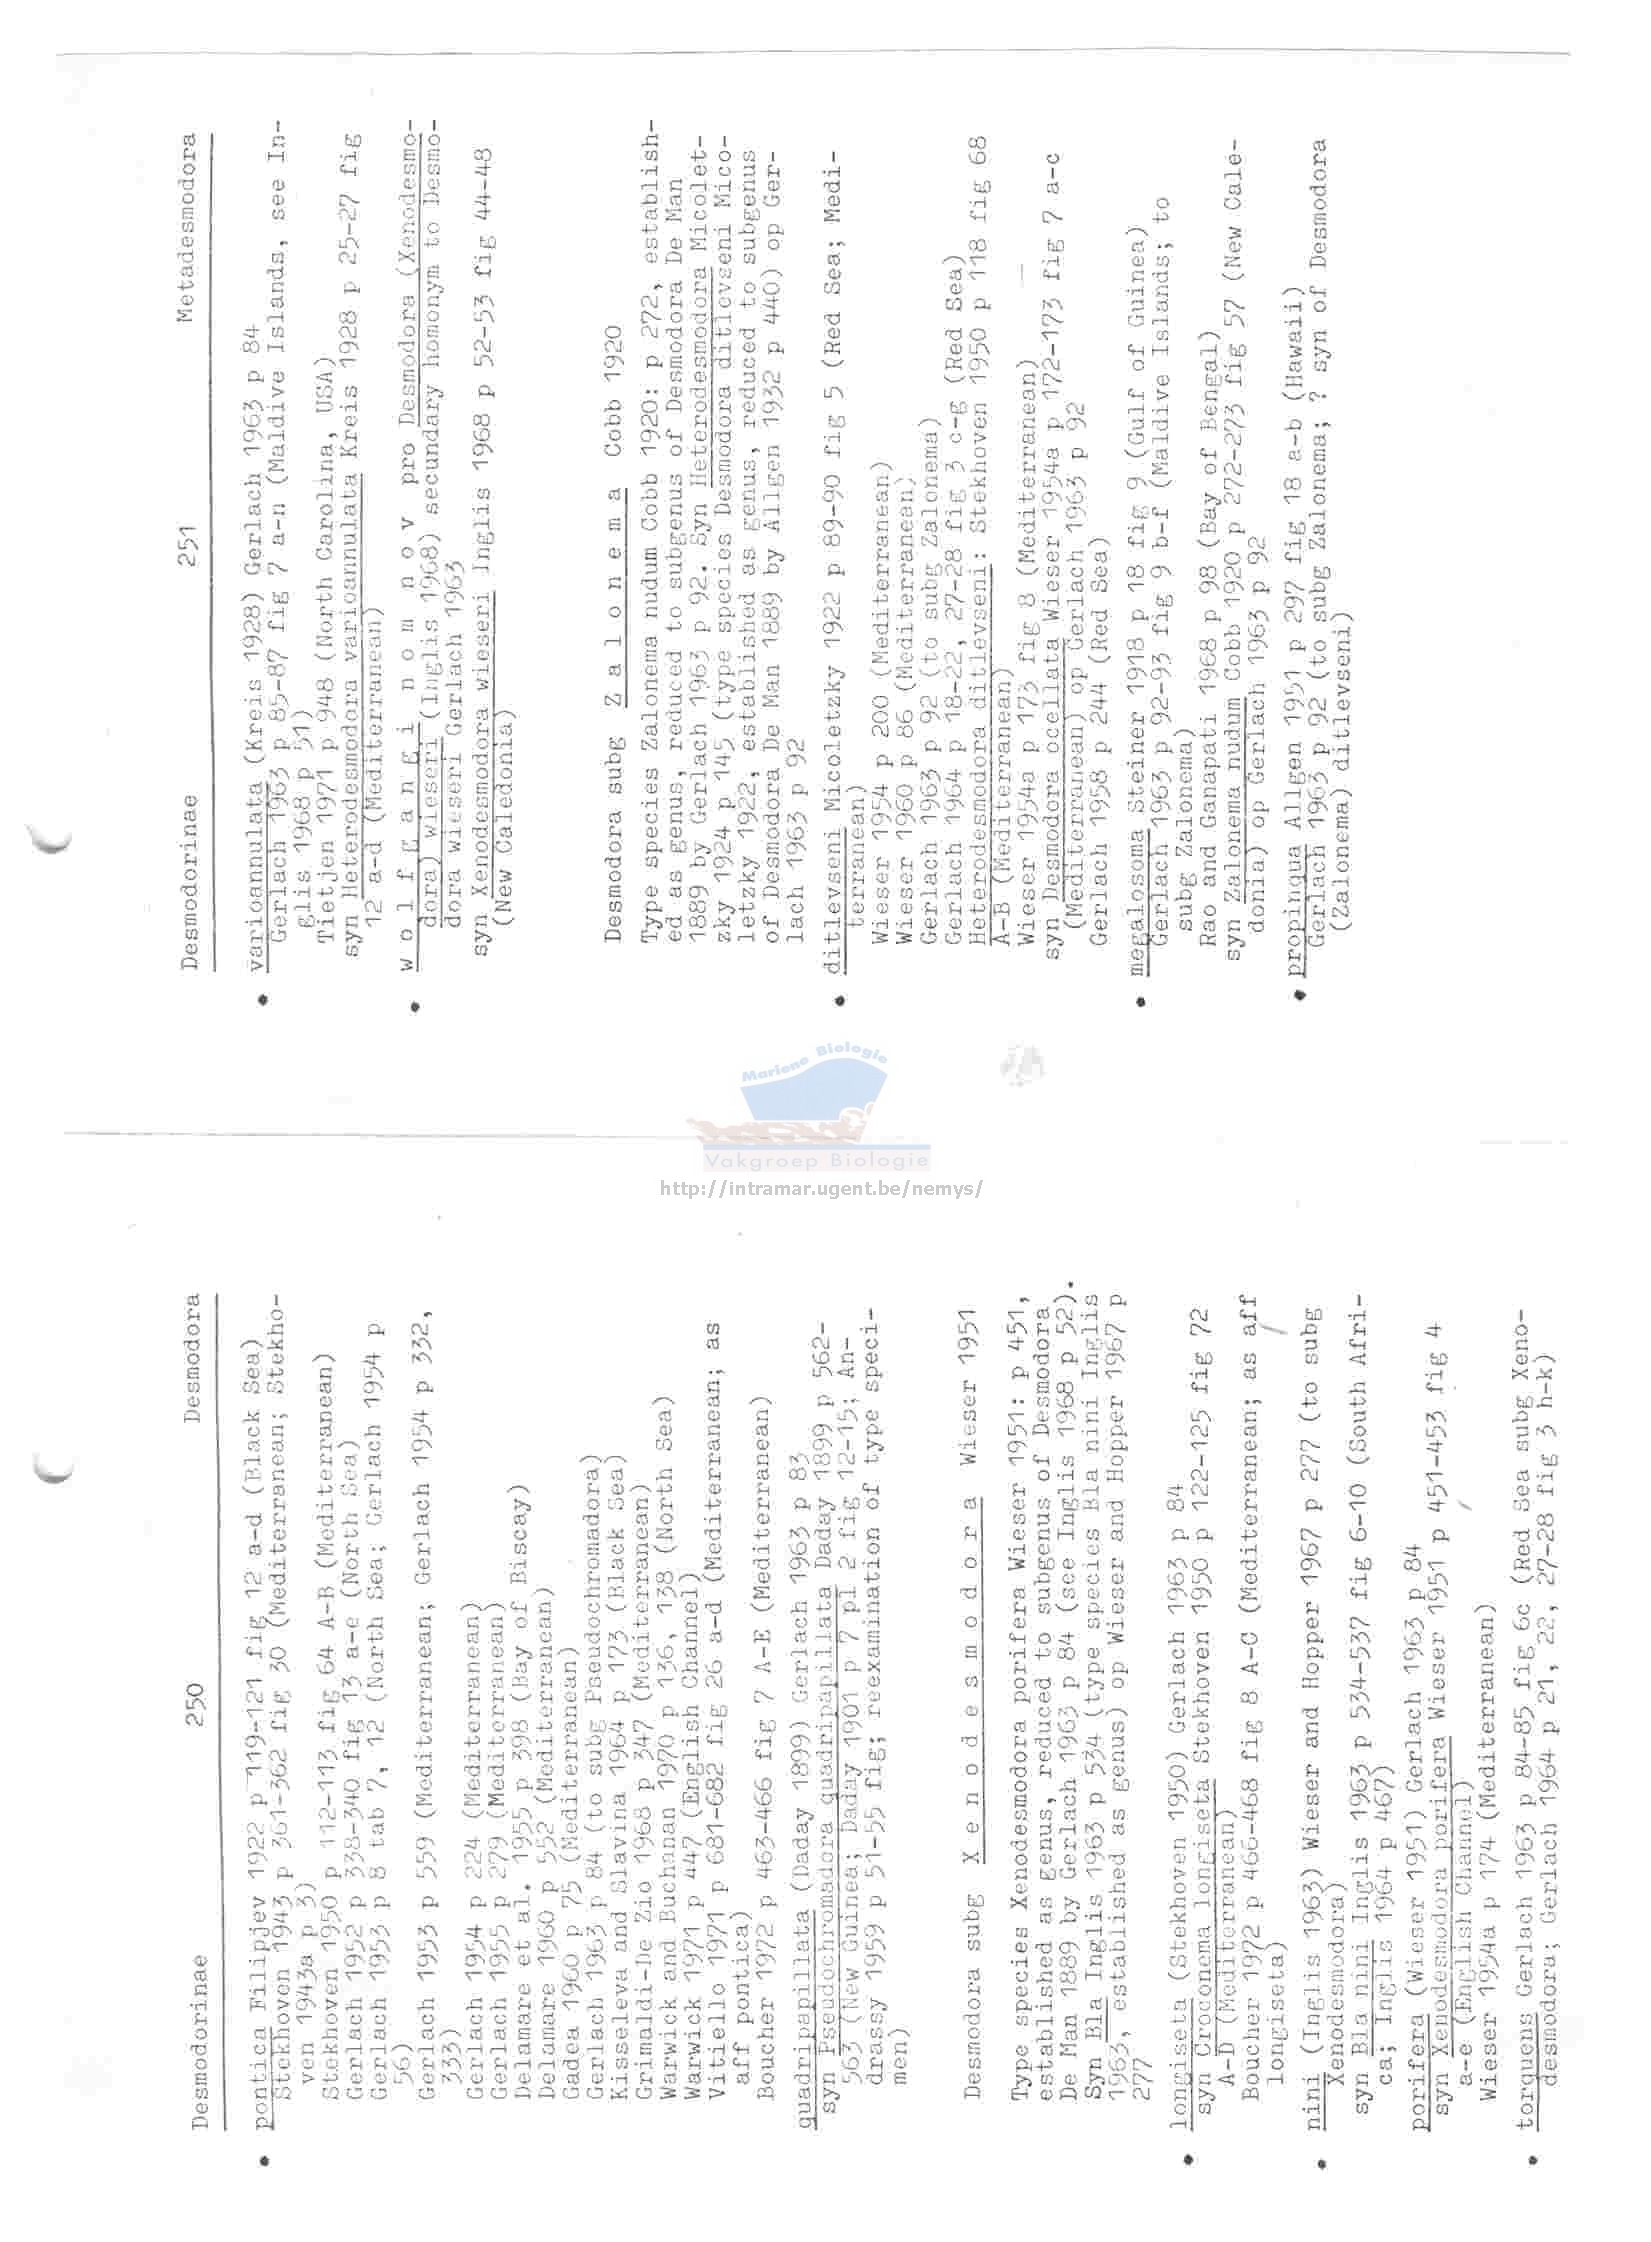 Desmodorinae 250 Desmodora
pontica Filipjev 1922 p 119-121 fig 12 a-d (Black Sea)
Stekhoven 1943 p 361-362 fig 30 (Mediterranean; Stekho-
ven 1943a p 3)
Stekhoven 1950 p 112-113 fig 64 A-B (Mediterranean)
Gerlach 1952 p 338-340 fig 13 a-e (North Sea)
Gerlach 1953 p 8 tab 7, 12 (North Sea; Gerlach 1954 p
56)
Gerlach 1953 p 559 (Mediterranean; Gerlach 1954 p 332,
333)
Gerlach 1954 p 224 (Mediterranean)
Gerlach 1955 p 279 (Mediterranean)
Delamare et al. 1955 p 398 (Bay of Biscay)
Delamare 1960 p 552 (Mediterranean)
Gadea 1960 p 75 (Mediterranean)
Gerlach 1963 p 84 (to subg Pseudochromadora)
Kisseleva and Slavina 1964 p 173 (Black Sea)
Grimaldi-De Zio 1968 p 347 (Mediterranean)
Warwick and Buchanan 1970 p 136, 138 (North Sea)
Warwick 1971 p 447 (English Channel)
Vitiello 1971 p 681-682 fig 26 a-d (Mediterranean; as
aff pontica)
Boucher 1972 p 463-466 fig 7 A-E (Mediterranean)
quadripapillata (Daday 1899) Gerlach 1963 p 83
syn Pseudochromadora quadripapillata Daday 1899 p 562-
563 (New Guinea; Daday 1901 p 7 pl 2 fig 12-15; An-
drassy 1959 p 51-55 fig; reexamination of type speci-
men)
Desmodora subg X e n o d e s m o d o r a Wieser 1951
Type species Xenodesmodora porifera Wieser 1951: p 451,
established as genus, reduced to subgenus of Desmodora
De Man 1889 by Gerlach 1963 p 84 (see Inglis 1968 p 52).
Syn Bla Inglis 1963 p 534 (type species Bla nini Inglis
1963, established as genus) op Wieser and Hopper 1967 p
277
longiseta (Stekhoven 1950) Gerlach 1963 p 84
syn Croconema longiseta Stekhoven 1950 p 122-125 fig 72
A-D (Mediterranean)
Boucher 1972 p 466-468 fig 8 A-C (Mediterranean; as aff
longiseta)
nini (Inglis 1963) Wieser and Hopper 1967 p 277 (to subg
Xenodesmodora)
syn Bla nini Inglis 1963 p 534-537 fig 6-10 (South Afri-
ca; Inglis 1964 p 467)
porifera (Wieser 1951) Gerlach 1963 p 84
syn Xenodesmodora porifera Wieser 1951 p 451-453 fig 4
a-e (English Channel)
Wieser 1954a p 174 (Mediterranean)
torquens Gerlach 1963 p 84-85 fig 6c (Red Sea subg Xeno-
desmodora; Gerlach 1964 p 21, 22, 27-28 fig 3 h-k)
Desmodorinae 251 Metadesmodora
varioannulata (Kreis 1928) Gerlach 1963 p 84
Gerlach 1963 p 85-87 fig 7 a-n (Maldive Islands, see In-
glis 1968 p 51)
Tietjen 1971 p 948 (North Carolina, USA)
syn Heterodesmodora varioannulata Kreis 1928 p 25-27 fig
12 a-d (Mediterranean)
w o l f g a n g i n o m n o v pro Desmodora (Xenodesmo-
dora) wieseri (Inglis 1968) secundary homonym to Desmo-
dora wieseri Gerlach 1963
syn Xenodesmodora wieseri Inglis 1968 p 52-53 fig 44-48
(New Caledonia)
Desmodora subg Z a l o n e m a Cobb 1920
Type species Zalonema nudum Cobb 1920: p 272, establish-
ed as genus, reduced to subgenus of Desmodora De Man
1889 by Gerlach 1963 p 92. Syn Heterodesmodora Micolet-
zky 1924 p 145 (type species Desmodora ditlevseni Mico-
letzky 1922, established as genus, reduced to subgenus
of Desmodora De Man 1889 by Allgen 1932 p 440) op Ger-
lach 1963 p 92
ditlevseni Micoletzky 1922 p 89-90 fig 5 (Red Sea; Medi-
terranean)
Wieser 1954 p 200 (Mediterranean)
Wieser 1960 p 86 (Mediterranean)
Gerlach 1963 p 92 (to subg Zalonema)
Gerlach 1964 p 18-22, 27-28 fig 3 c-g (Red Sea)
Heterodesmodora ditlevseni: Stekhoven 1950 p 118 fig 68
A-B (Mediterranean)
Wieser 1954a p 173 fig 8 (Mediterranean)
syn Desmodora ocellata Wieser 1954a p 172-173 fig 7 a-c
(Mediterranean) op Gerlach 1963 p 92
Gerlach 1958 p 244 (Red Sea)
megalosoma Steiner 1918 p 18 fig 9 (Gulf of Guinea)
Gerlach 1963 p 92-93 fig 9 b-f (Maldive Islands; to
subg Zalonema)
Rao and Ganapati 1968 p 98 (Bay of Bengal)
syn Zalonema nudum Cobb 1920 p 272-273 fig 57 (New Cale-
donia) op Gerlach 1963 p 92
propinqua Allgen 1951 p 297 fig 18 a-b (Hawaii)
Gerlach 1963 p 92 (to subg Zalonema; ? syn of Desmodora
(Zalonema) ditlevseni)
Mariene Biologie
Vakgroep Biologie
http://intramar.ugent.be/nemys/